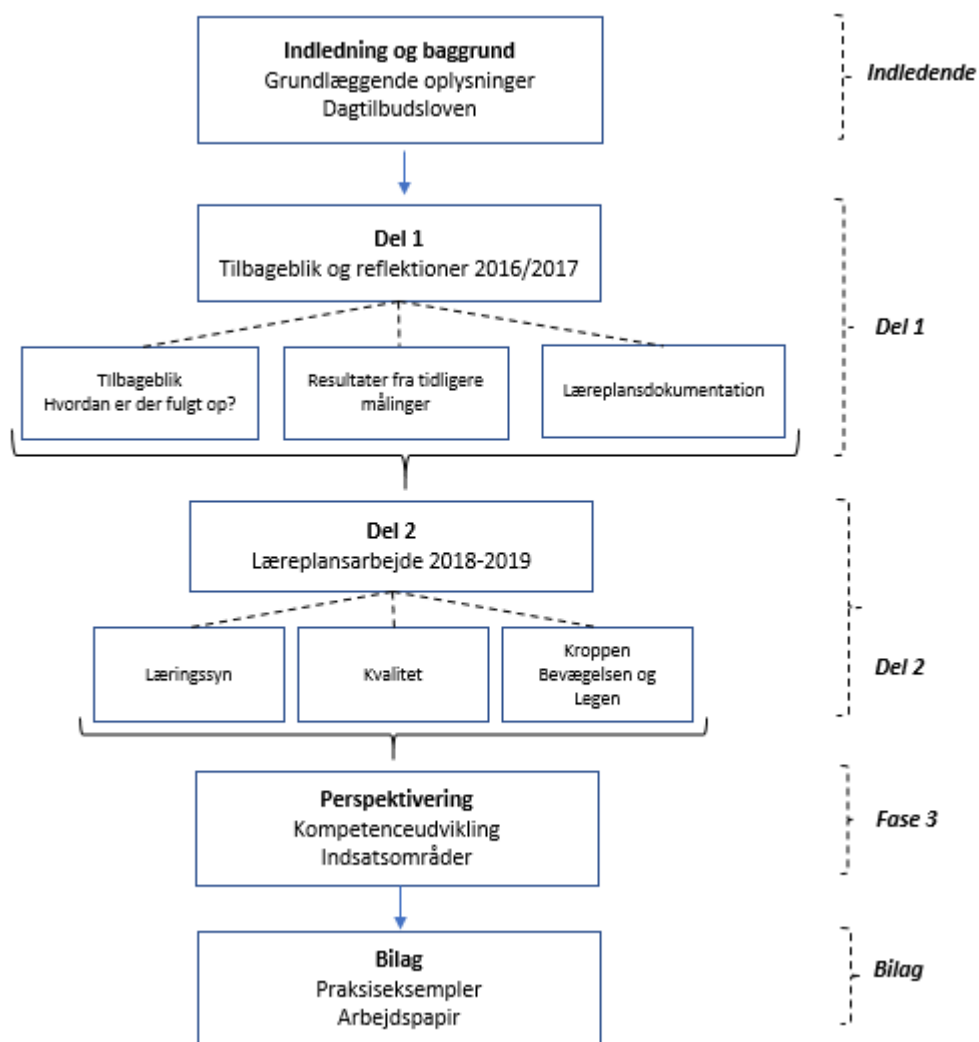 Indledning og baggrund
Grundlæggende oplysninger
Dagtilbudsloven
Indledende
Del 1
Tilbageblik og reflektioner 2016/2017
Del 1
Tilbageblik
Hvordan er der fulgt op?
Resultater fra tidligere
målinger
Læreplansdokumentation
Del 2
Læreplansarbejde 2018-2019
Del 2
Læringssyn
Kvalitet
Kroppen
Bevægelsen og
Legen
Perspektivering
Kompetenceudvikling
Indsatsområder
Fase 3
Bilag
Praksiseksempler
Arbejdspapir
Bilag